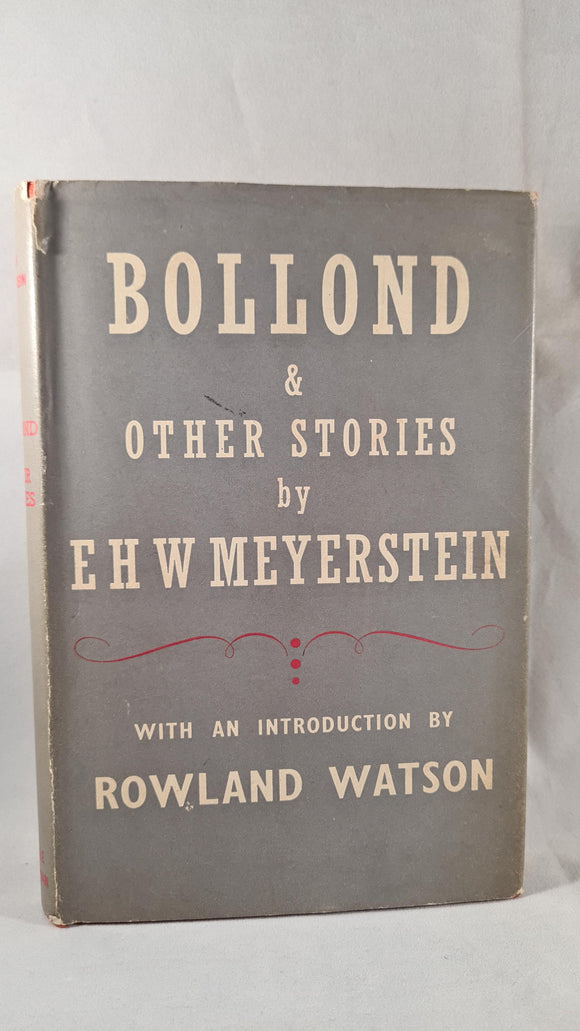 BOLLOND
&
OTHER STORIES
by
E H W MEYERSTEIN
WITH AN INTRODUCTION BY
ROWLAND WATSON